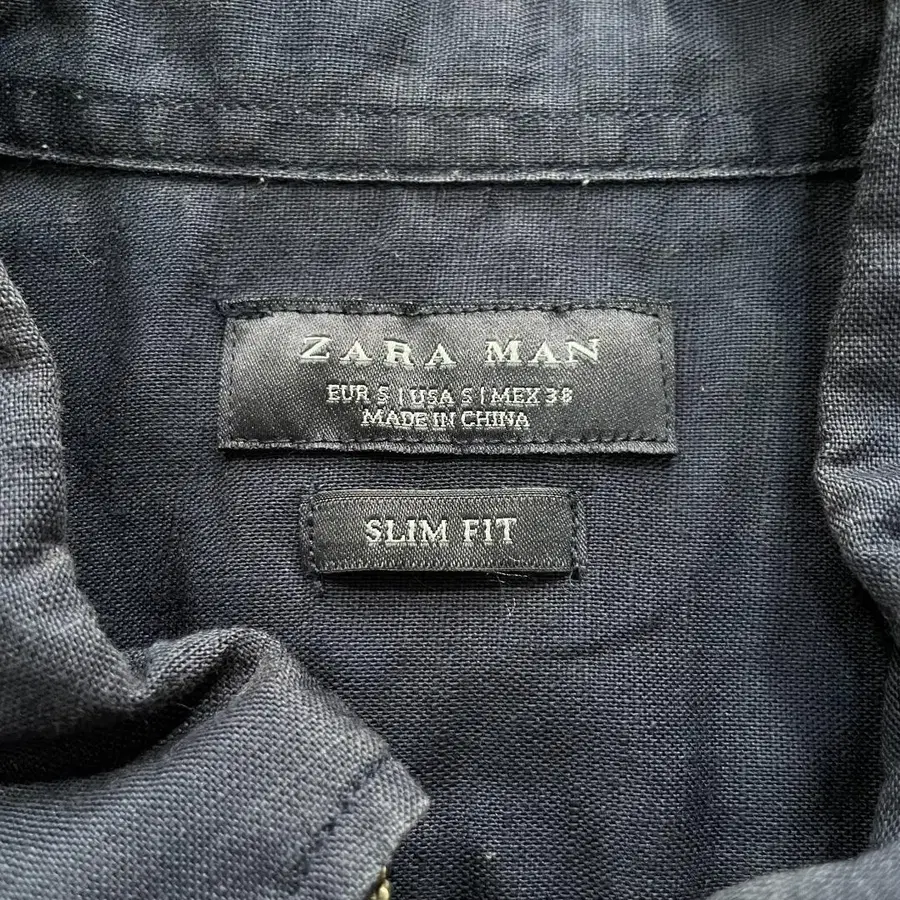 ZARA MAN
EUR S | USA S | MEX 38
MADE IN CHINA
SLIM FIT